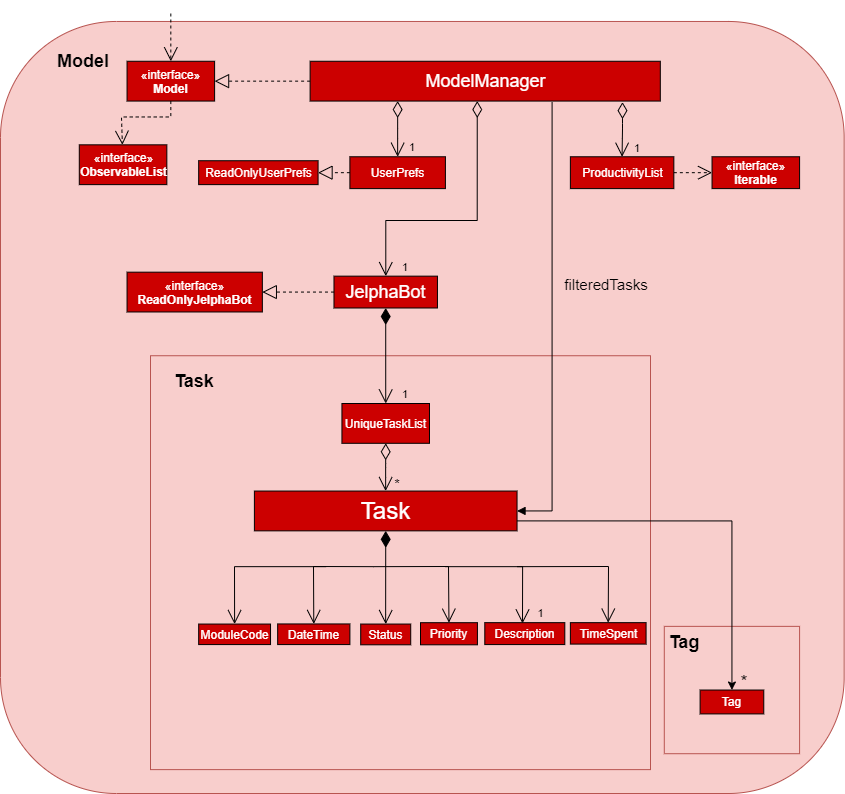 Model
«interface»
Model
ModelManager
«interface»
ObservableList
1
1
ReadOnlyUserPrefs
UserPrefs
ProductivityList
«interface»
Iterable
1
«interface»
ReadOnlyJelphaBot
JelphaBot
filteredTasks
Task
1
UniqueTaskList
*
Task
ModuleCode
DateTime
Status
Priority
1
Description
TimeSpent
Tag
*
Tag